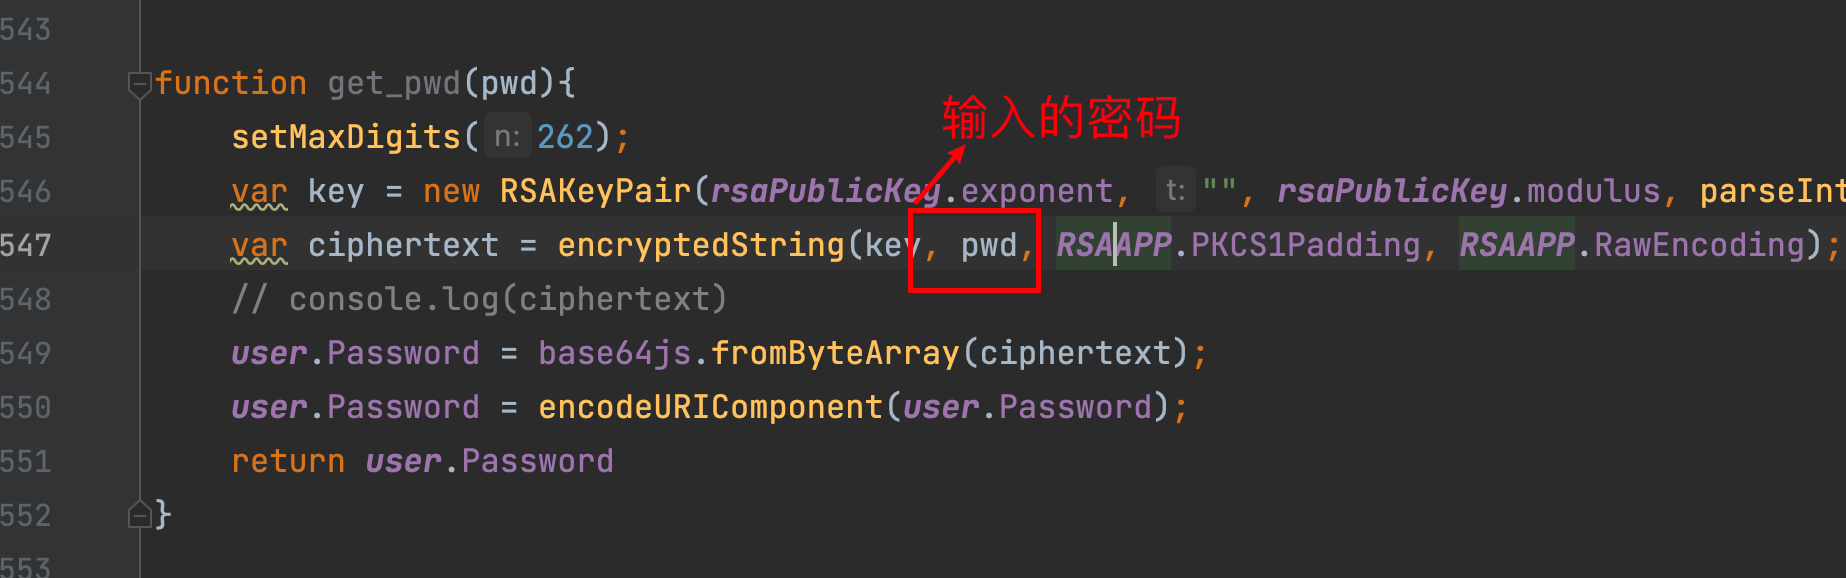 543
544 function get_pwd(pwd){
输入的密码
545 setMaxDigits( n: 262);
546 var key = new RSAKeyPair(rsaPublicKey.exponent, t: "", rsaPublicKey.modulus, parseInt
547 var ciphertext = encryptedString(key, pwd, RSAAPP.PKCS1Padding, RSAAPP.RawEncoding);
548 // console.log(ciphertext)
549 user.Password = base64js.fromByteArray(ciphertext);
550 user.Password = encodeURIComponent(user.Password);
551 return user.Password
552 }
553